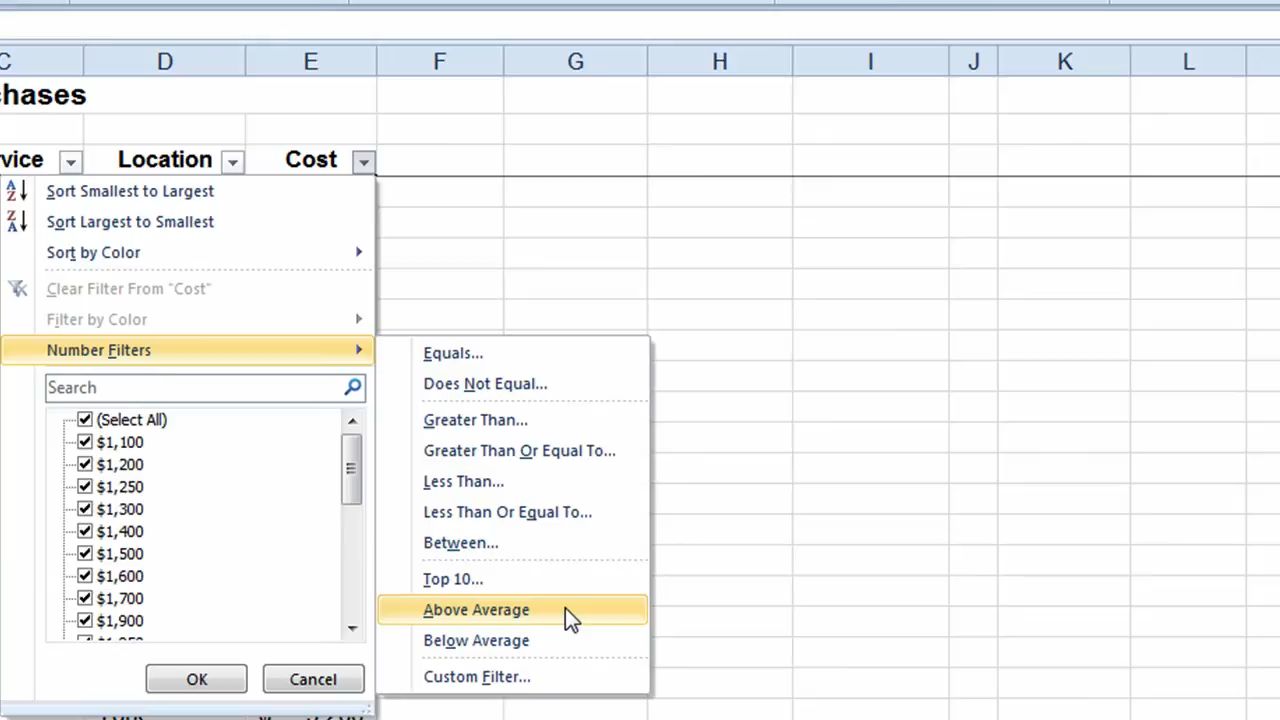 C D E F G H I J K L
chases
vice Location Cost
Sort Smallest to Largest
Sort Largest to Smallest
Sort by Color
Clear Filter From "Cost"
Filter by Color
Number Filters
Search
(Select All)
$1,100
$1,200
$1,250
$1,300
$1,400
$1,500
$1,600
$1,700
$1,900
OK Cancel
Equals...
Does Not Equal...
Greater Than...
Greater Than Or Equal To...
Less Than...
Less Than Or Equal To...
Between...
Top 10...
Above Average
Below Average
Custom Filter...